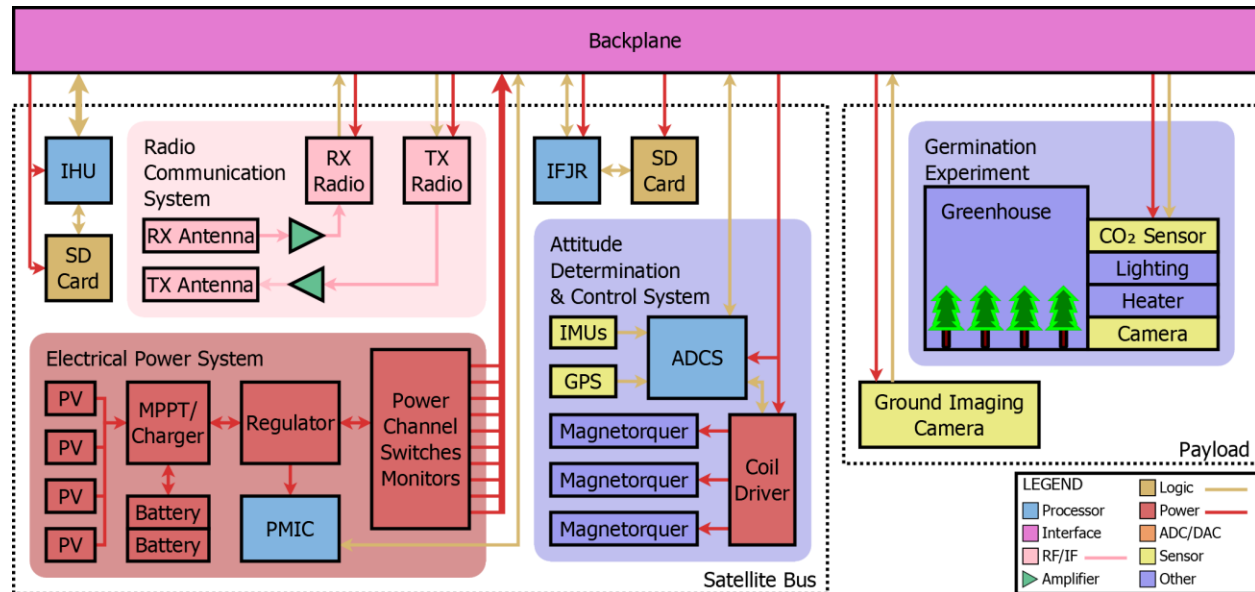 Backplane
IHU
SD
Card
Radio
Communication
System
RX
Radio
TX
Radio
RX Antenna
TX Antenna
IFJR
SD
Card
Electrical Power System
PV
PV
PV
PV
MPPT/
Charger
Battery
Battery
Regulator
PMIC
Power
Channel
Switches
Monitors
Attitude
Determination
& Control System
IMUs
GPS
ADCS
Magnetorquer
Magnetorquer
Magnetorquer
Coil
Driver
Satellite Bus
Germination
Experiment
Greenhouse
CO₂ Sensor
Lighting
Heater
Camera
Ground Imaging
Camera
Payload
LEGEND
Processor
Interface
RF/IF
Amplifier
Logic
Power
ADC/DAC
Sensor
Other